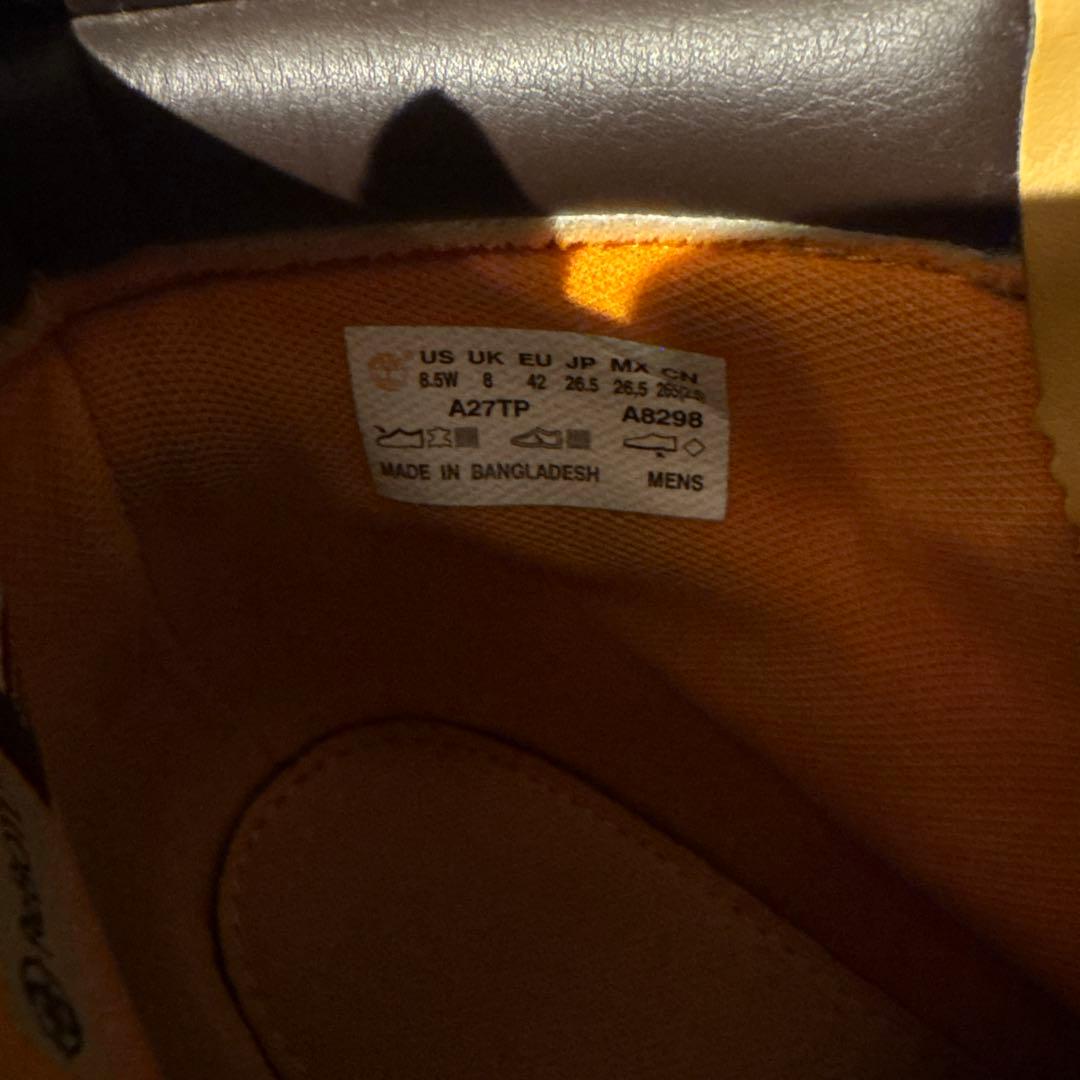 US UK EU JP MX CN
8.5W 8 42 26.5 26,5
A27TP A8298
MADE IN BANGLADESH MENS